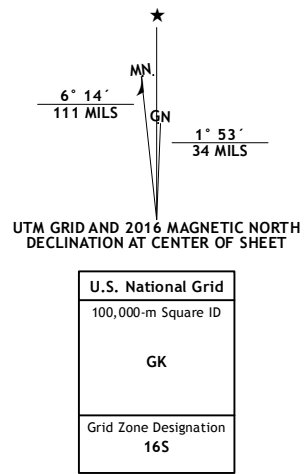 ★
MN.
6° 14´
111 MILS
GN
1° 53´
34 MILS
UTM GRID AND 2016 MAGNETIC NORTH
DECLINATION AT CENTER OF SHEET
U.S. National Grid
100,000-m Square ID
GK
Grid Zone Designation
16S